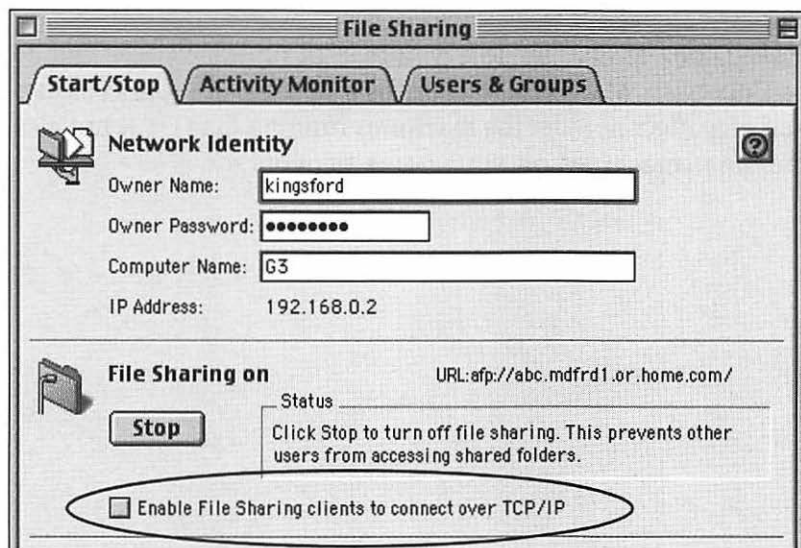 File Sharing
Start/Stop
Activity Monitor
Users & Groups
Network Identity
Owner Name:
kingsford
Owner Password:
••••••••
Computer Name:
G3
IP Address:
192.168.0.2
File Sharing on
URL:afp://abc.mdfrd1.or.home.com/
Stop
Status
Click Stop to turn off file sharing. This prevents other
users from accessing shared folders.
Enable File Sharing clients to connect over TCP/IP